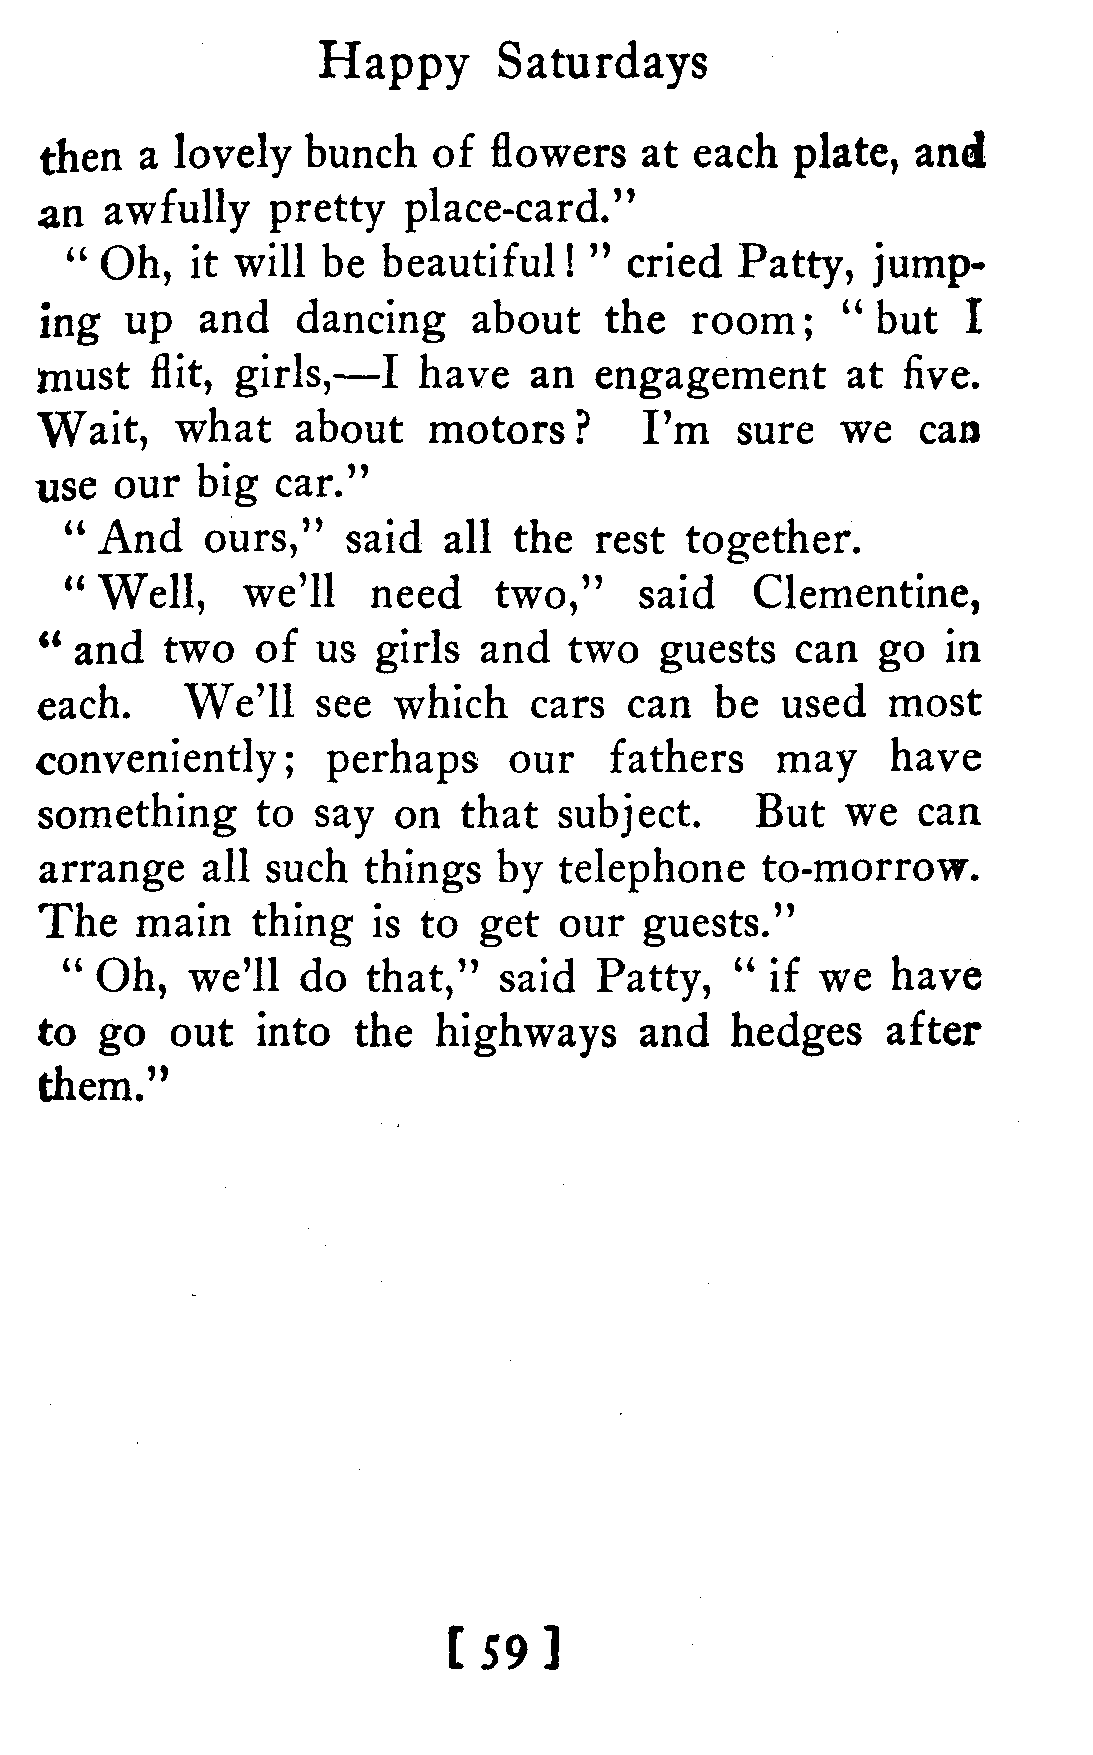 Happy Saturdays
then a lovely bunch of flowers at each plate, and
an awfully pretty place-card."
" Oh, it will be beautiful! " cried Patty, jump-
ing up and dancing about the room; " but I
must flit, girls,—I have an engagement at five.
Wait, what about motors? I'm sure we can
use our big car."
" And ours," said all the rest together.
" Well, we'll need two," said Clementine,
" and two of us girls and two guests can go in
each. We'll see which cars can be used most
conveniently; perhaps our fathers may have
something to say on that subject. But we can
arrange all such things by telephone to-morrow.
The main thing is to get our guests."
" Oh, we'll do that," said Patty, " if we have
to go out into the highways and hedges after
them."
[ 59 ]